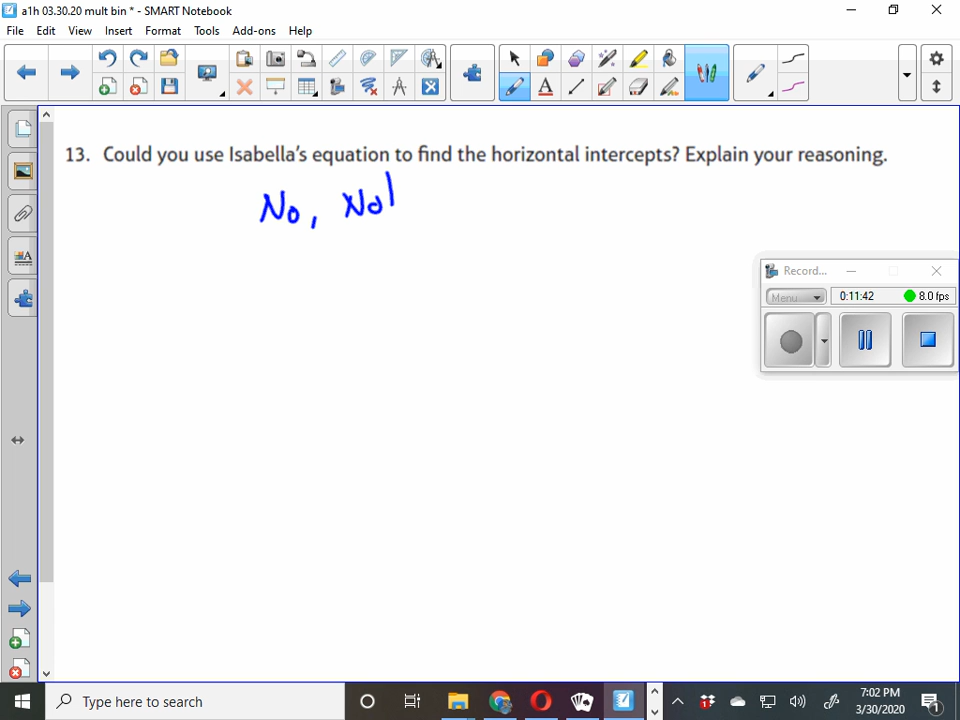 a1h 03.30.20 mult bin * - SMART Notebook
File Edit View Insert Format Tools Add-ons Help
13. Could you use Isabella's equation to find the horizontal intercepts? Explain your reasoning.
No, No
Record...
Menu 0:11:42 8.0 fps
Type here to search
7:02 PM
3/30/2020